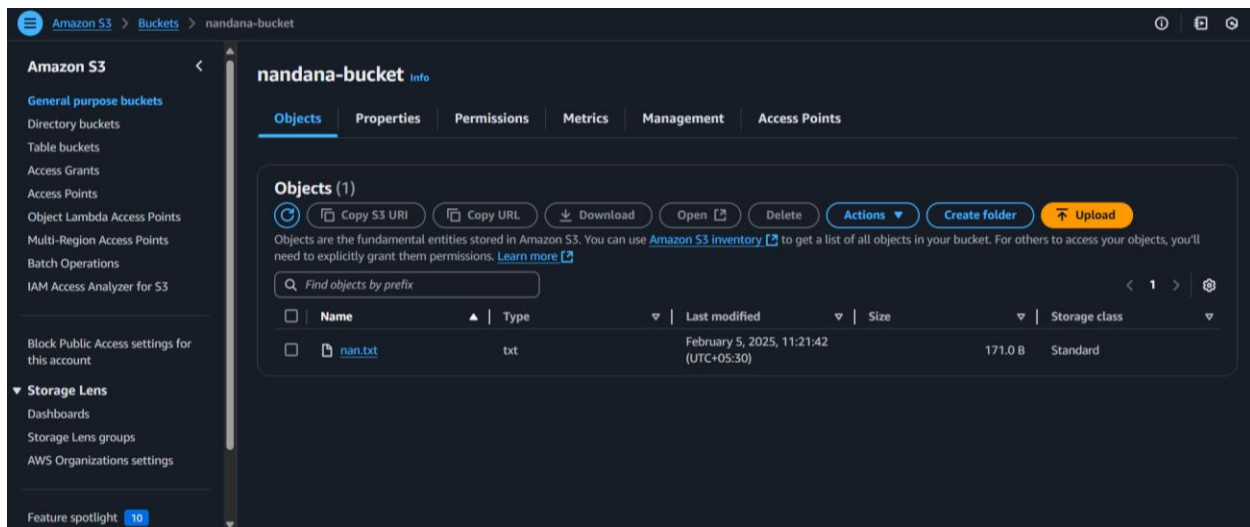 Amazon S3 > Buckets > nandana-bucket
Amazon S3
General purpose buckets
Directory buckets
Table buckets
Access Grants
Access Points
Object Lambda Access Points
Multi-Region Access Points
Batch Operations
IAM Access Analyzer for S3
Block Public Access settings for
this account
Storage Lens
Dashboards
Storage Lens groups
AWS Organizations settings
Feature spotlight 10
nandana-bucket Info
Objects Properties Permissions Metrics Management Access Points
Objects (1)
Copy S3 URI Copy URL Download Open Delete Actions Create folder Upload
Objects are the fundamental entities stored in Amazon S3. You can use Amazon S3 inventory to get a list of all objects in your bucket. For others to access your objects, you'll
need to explicitly grant them permissions. Learn more
Find objects by prefix
1
Name Type Last modified Size Storage class
nan.txt txt February 5, 2025, 11:21:42 171.0 B Standard
(UTC+05:30)